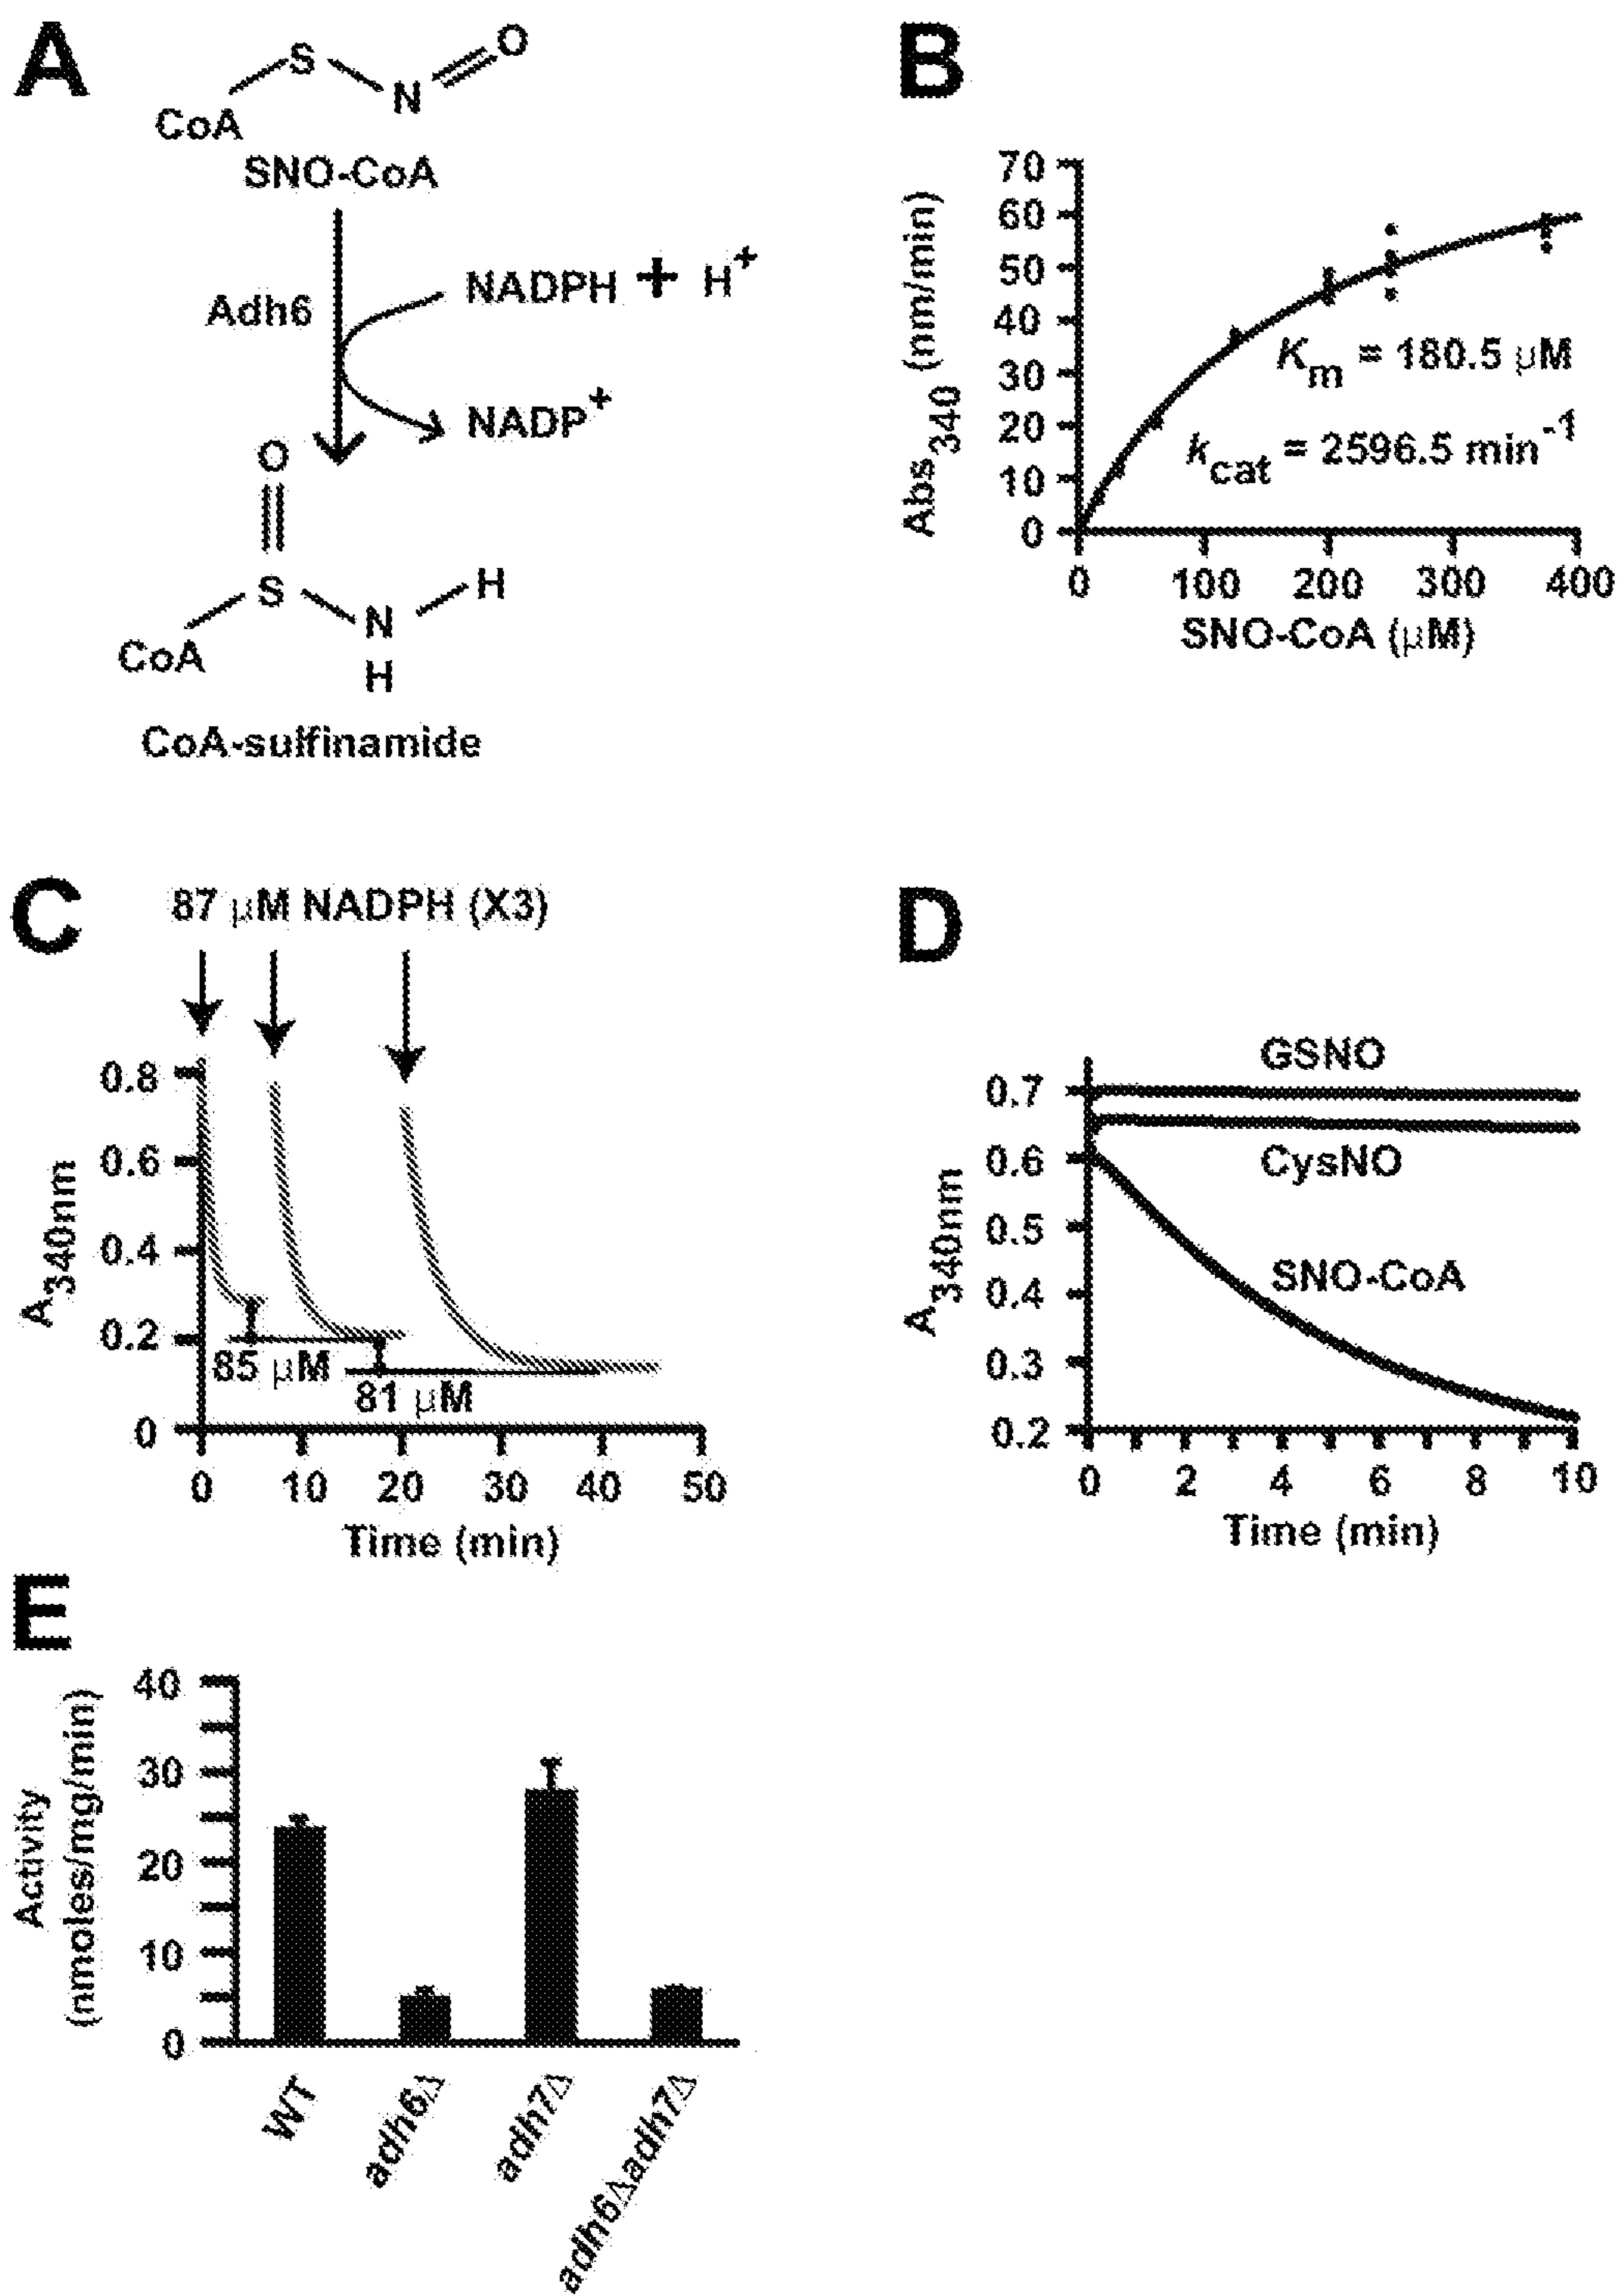 A
S
N
O
CoA
SNO-CoA
Adh6
NADPH + H+
NADP+
O
S
N
H
CoA
H
CoA-sulfinamide
B
Abs340 (nm/min)
70
60
50
40
30
20
10
0
Km = 180.5 μM
kcat = 2596.5 min-1
0 100 200 300 400
SNO-CoA (μM)
C
87 μM NADPH (X3)
A340nm
0.8
0.6
0.4
0.2
0
85 μM
81 μM
0 10 20 30 40 50
Time (min)
D
A340nm
0.7
0.6
0.5
0.4
0.3
0.2
GSNO
CysNO
SNO-CoA
0 2 4 6 8 10
Time (min)
E
Activity
(nmoles/mg/min)
40
30
20
10
0
WT
adh6Δ
adh7Δ
adh6Δadh7Δ